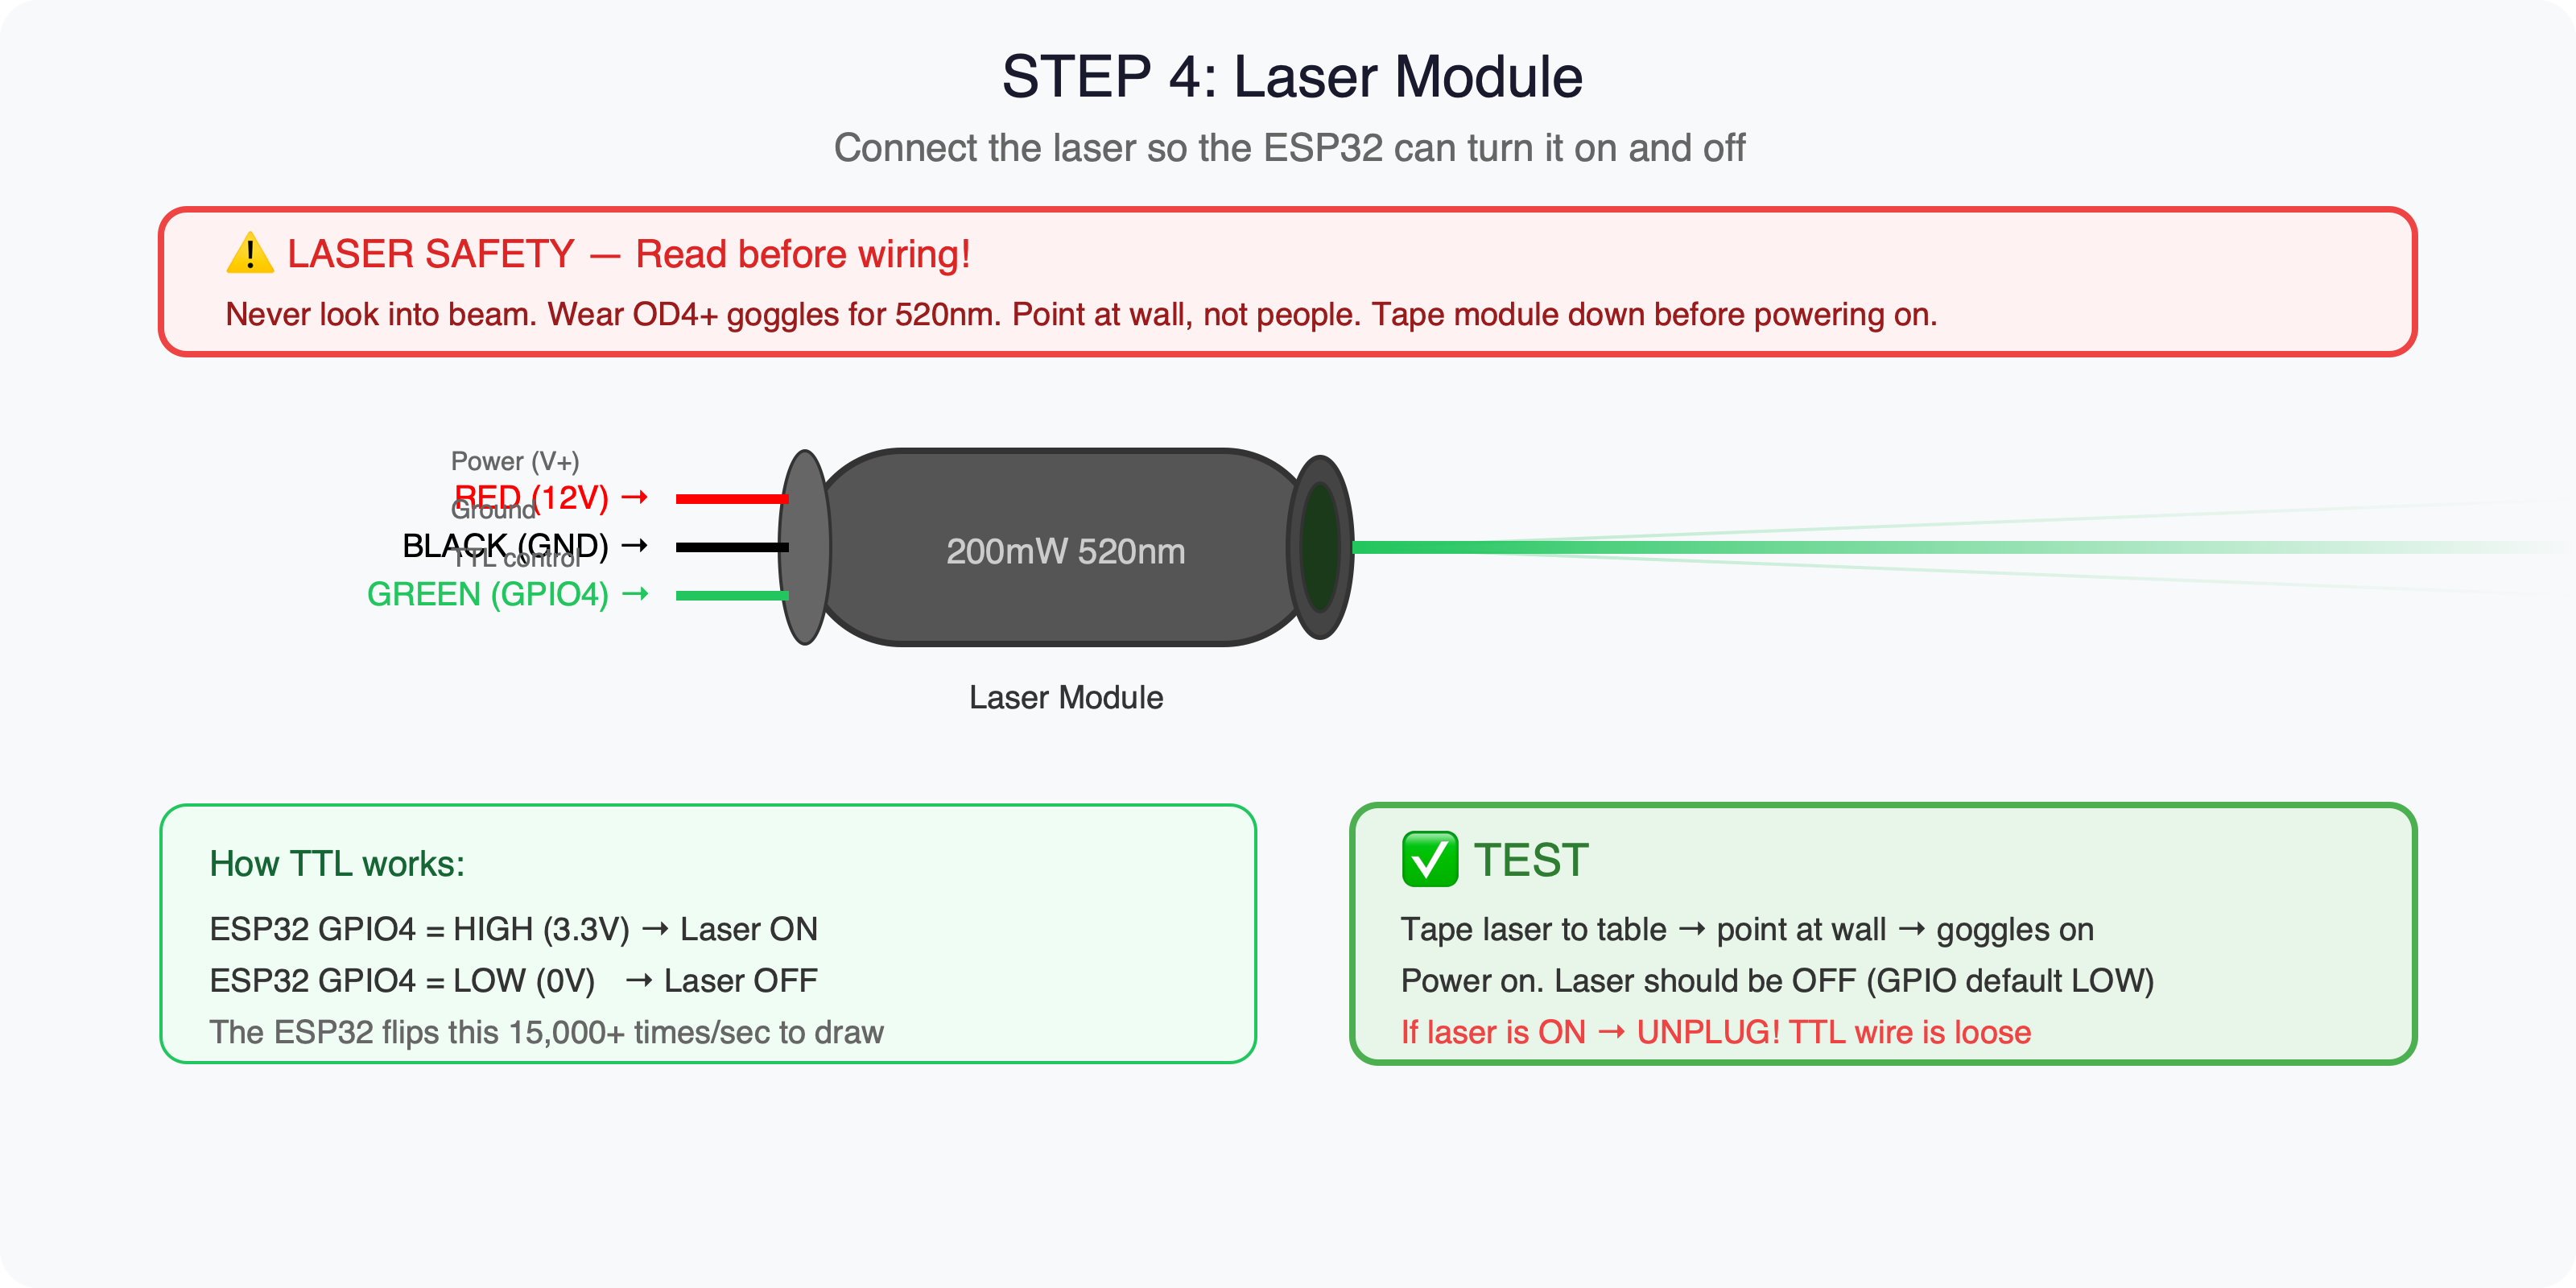 STEP 4: Laser Module
Connect the laser so the ESP32 can turn it on and off
⚠️ LASER SAFETY — Read before wiring!
Never look into beam. Wear OD4+ goggles for 520nm. Point at wall, not people. Tape module down before powering on.
Power (V+)
RED (12V) →
Ground
BLACK (GND) →
TTL control
GREEN (GPIO4) →
200mW 520nm
Laser Module
How TTL works:
ESP32 GPIO4 = HIGH (3.3V) → Laser ON
ESP32 GPIO4 = LOW (0V) → Laser OFF
The ESP32 flips this 15,000+ times/sec to draw
✅ TEST
Tape laser to table → point at wall → goggles on
Power on. Laser should be OFF (GPIO default LOW)
If laser is ON → UNPLUG! TTL wire is loose